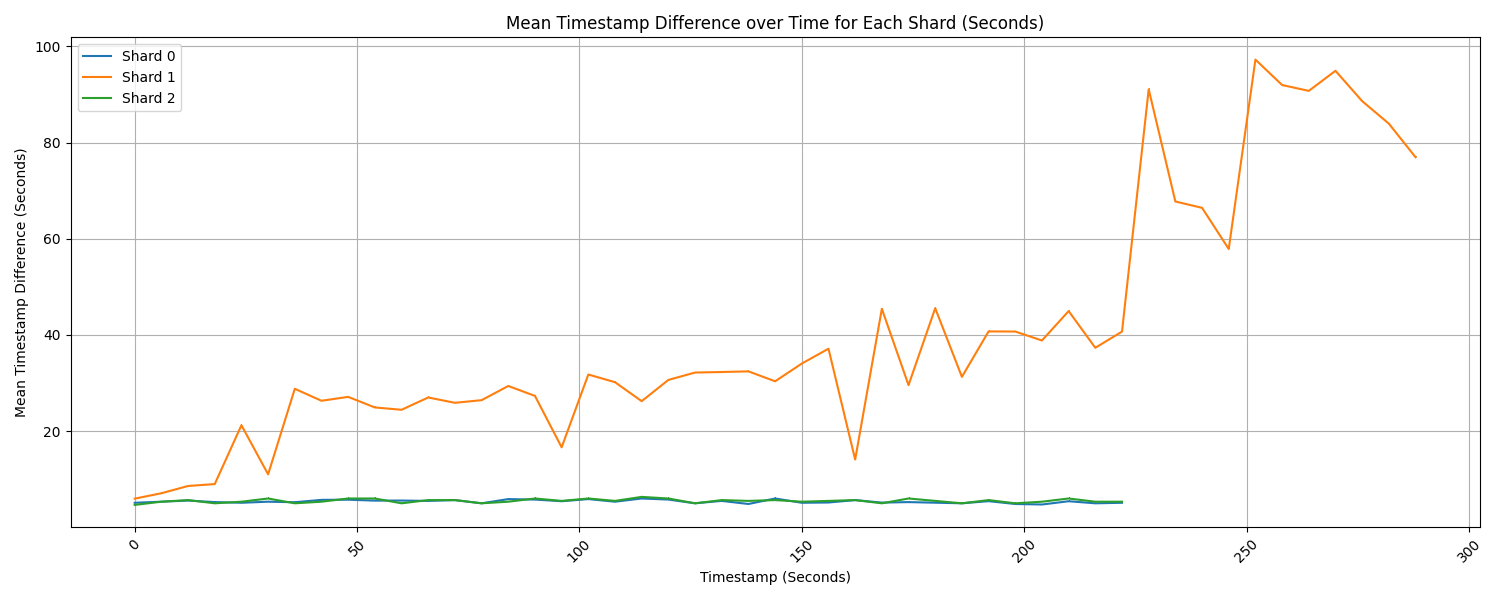 Mean Timestamp Difference over Time for Each Shard (Seconds)
Shard 0
Shard 1
Shard 2
100
80
60
40
20
Mean Timestamp Difference (Seconds)
0
50
100
150
200
250
300
Timestamp (Seconds)